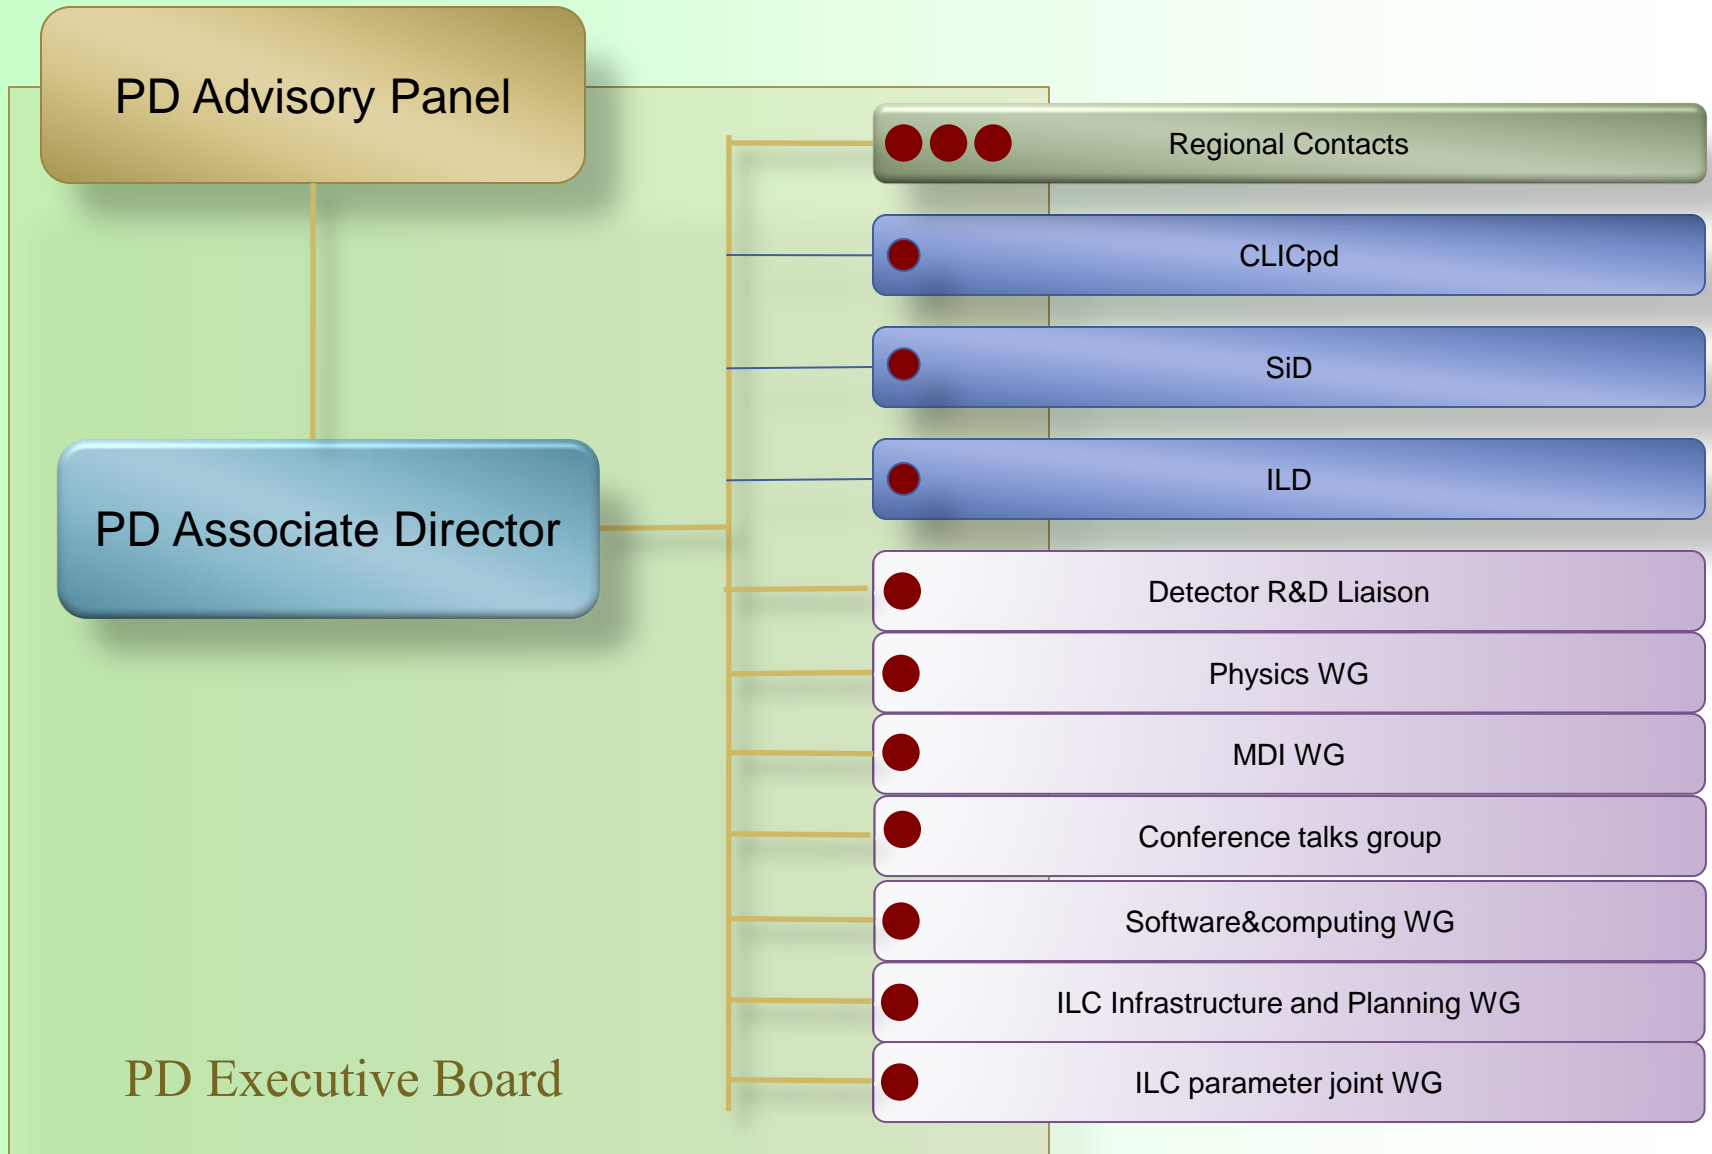 PD Advisory Panel
Regional Contacts
CLICpd
SiD
ILD
PD Associate Director
Detector R&D Liaison
Physics WG
MDI WG
Conference talks group
Software&computing WG
ILC Infrastructure and Planning WG
ILC parameter joint WG
PD Executive Board